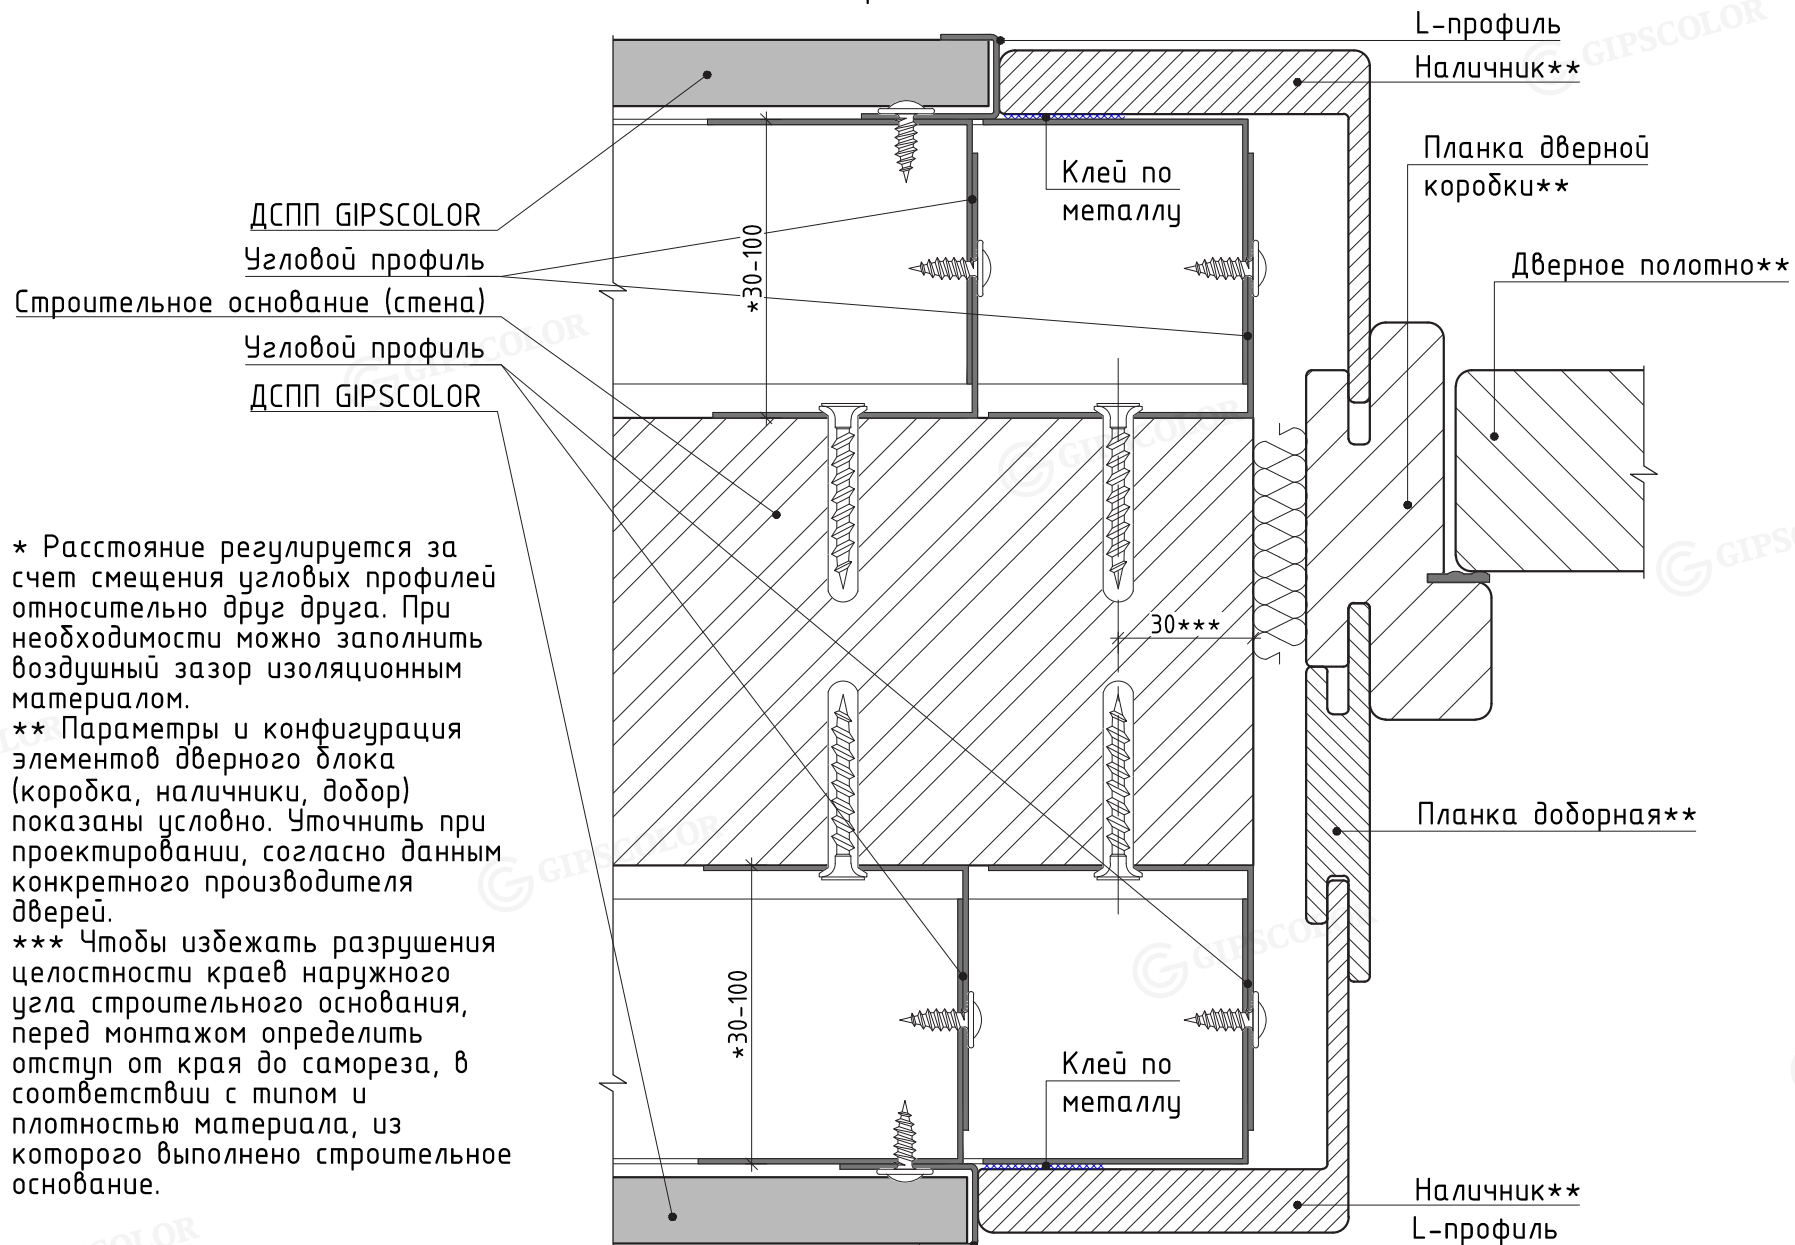 L-профиль
Наличник**
Планка дверной
коробки**
Клей по
металлу
ДСПП GIPSCOLOR
Угловой профиль
Строительное основание (стена)
Угловой профиль
ДСПП GIPSCOLOR
*30-100
Дверное полотно**
30***
* Расстояние регулируется за
счет смещения угловых профилей
относительно друг друга. При
необходимости можно заполнить
воздушный зазор изоляционным
материалом.
** Параметры и конфигурация
элементов дверного блока
(коробка, наличники, добор)
показаны условно. Уточнить при
проектировании, согласно данным
конкретного производителя
дверей.
*** Чтобы избежать разрушения
целостности краев наружного
угла строительного основания,
перед монтажом определить
отступ от края до самореза, в
соответствии с типом и
плотностью материала, из
которого выполнено строительное
основание.
Планка доборная**
*30-100
Клей по
металлу
Наличник**
L-профиль
GIPSCOLOR
GIPSCOLOR
GIPSCOLOR
GIPSCOLOR
GIPSCOLOR